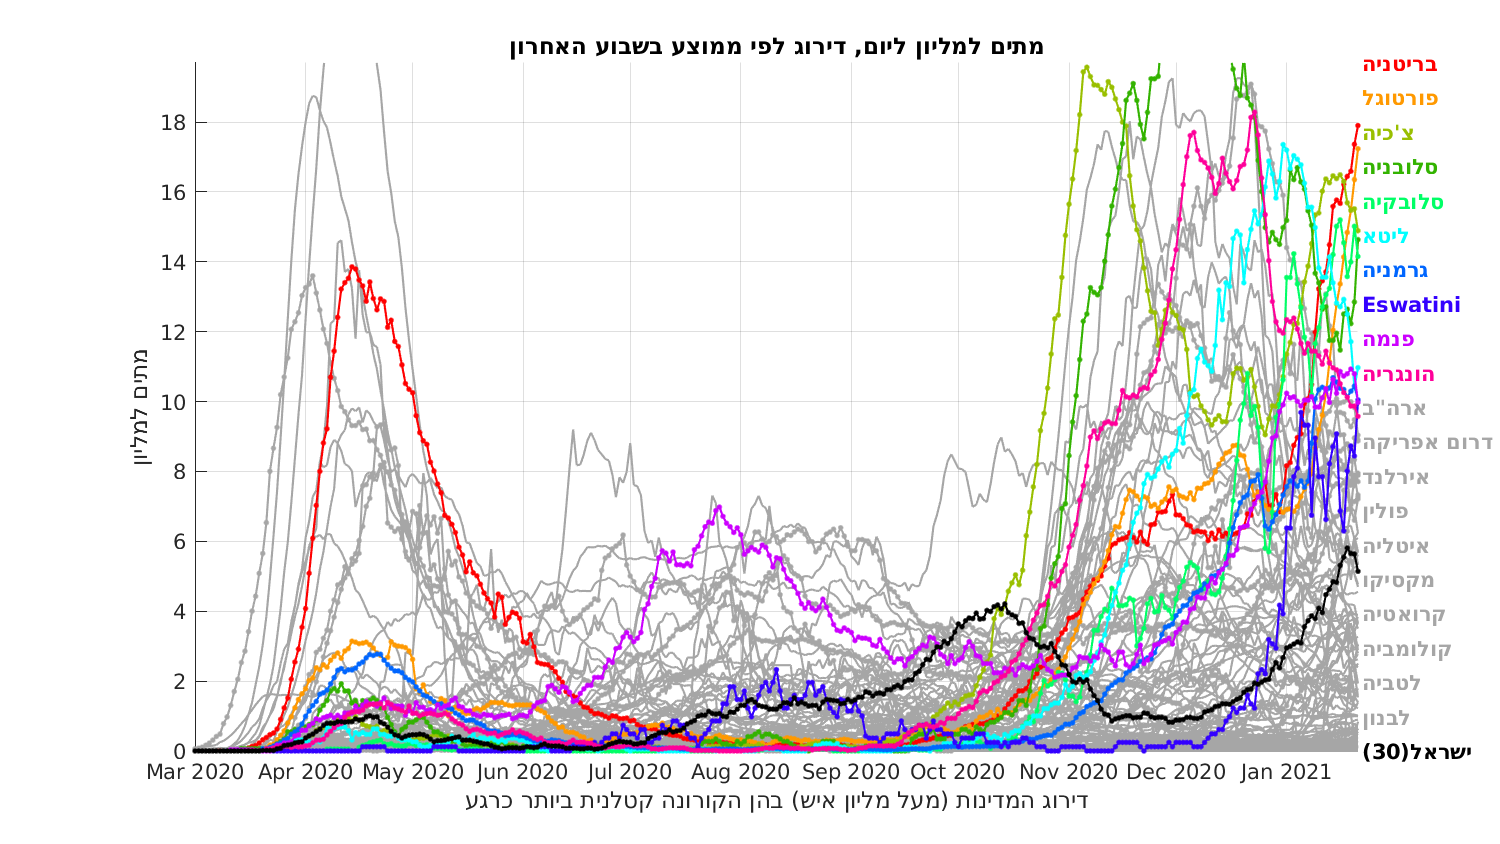 מתים למליון ליום, דירוג לפי ממוצע בשבוע האחרון
מתים למליון
18
16
14
12
10
8
6
4
2
0
Mar 2020 Apr 2020 May 2020 Jun 2020 Jul 2020 Aug 2020 Sep 2020 Oct 2020 Nov 2020 Dec 2020 Jan 2021
דירוג המדינות (מעל מליון איש) בהן הקורונה קטלנית ביותר כרגע
בריטניה
פורטוגל
צ'כיה
סלובניה
סלובקיה
ליטא
גרמניה
Eswatini
פנמה
הונגריה
ארה"ב
דרום אפריקה
אירלנד
פולין
איטליה
מקסיקו
קרואטיה
קולומביה
לטביה
לבנון
ישראל(30)